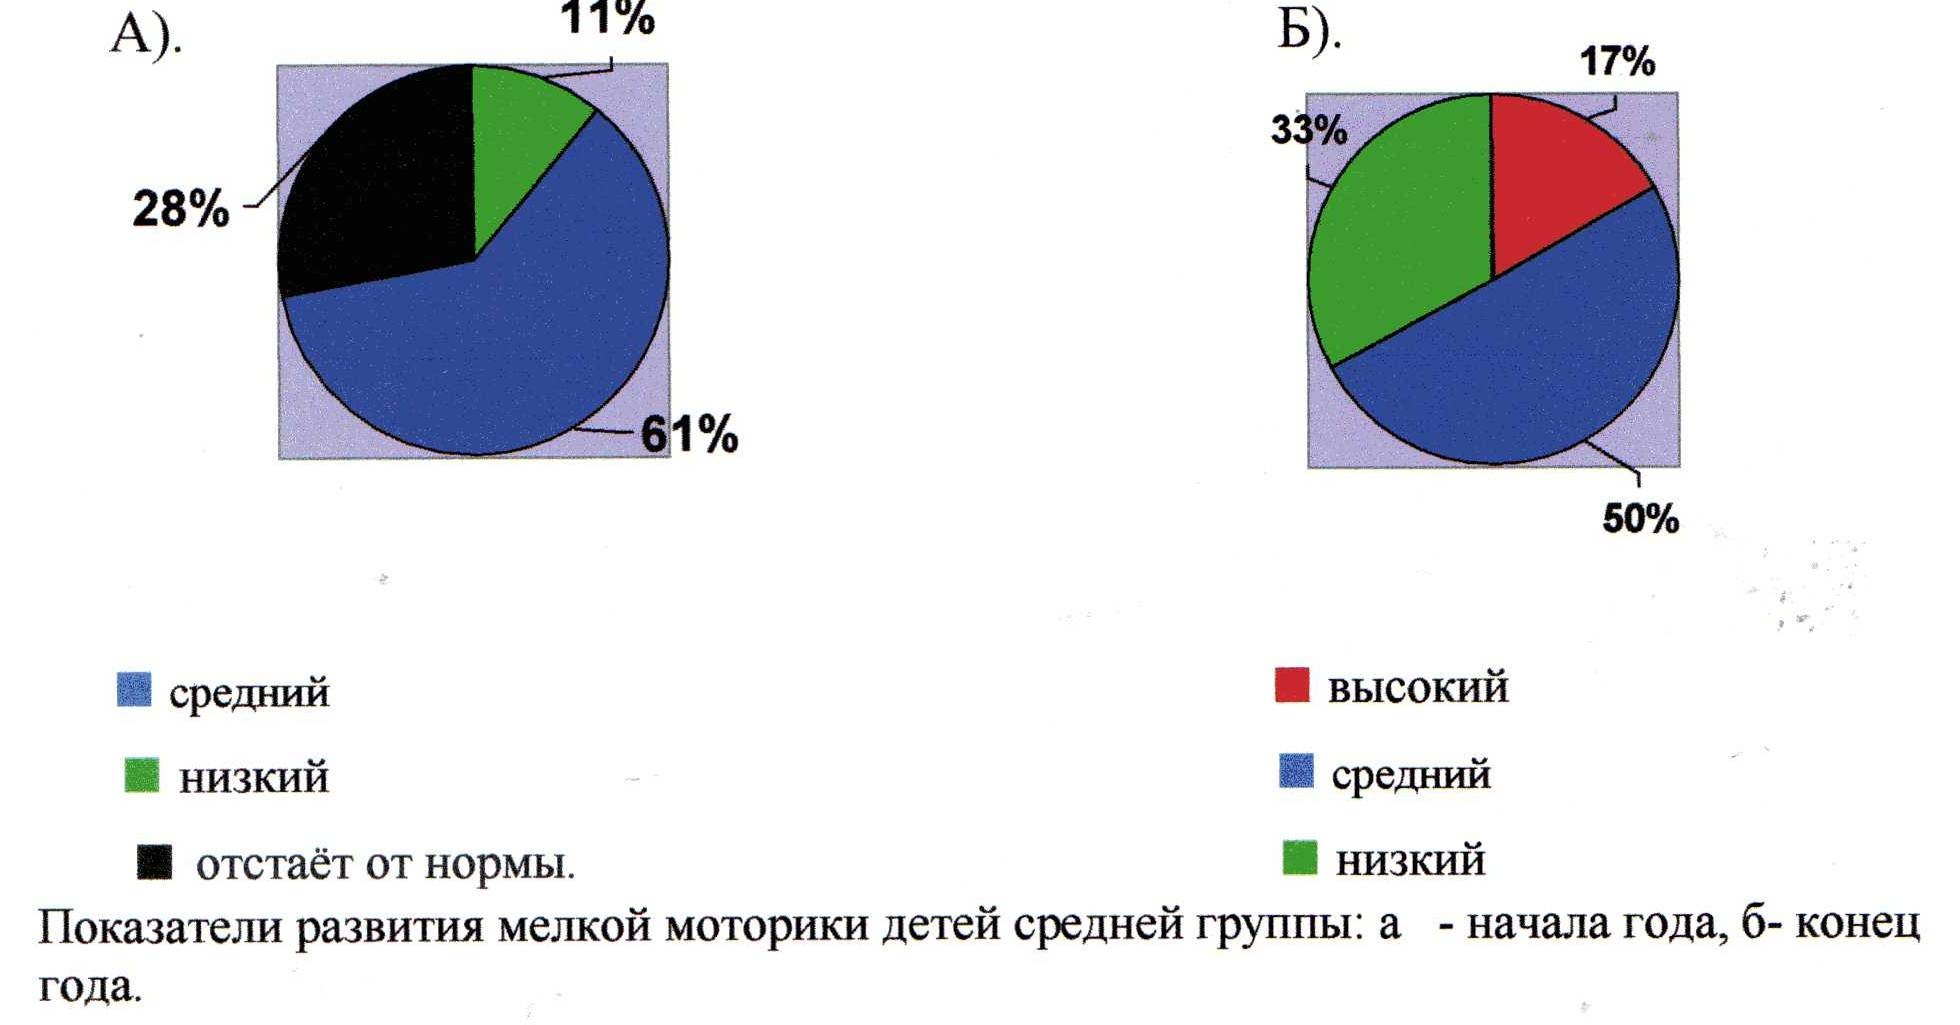 А).
11%
28%
61%
Б).
17%
33%
50%
средний
низкий
отстаёт от нормы.
высокий
средний
низкий
Показатели развития мелкой моторики детей средней группы: а - начала года, б- конец
года.